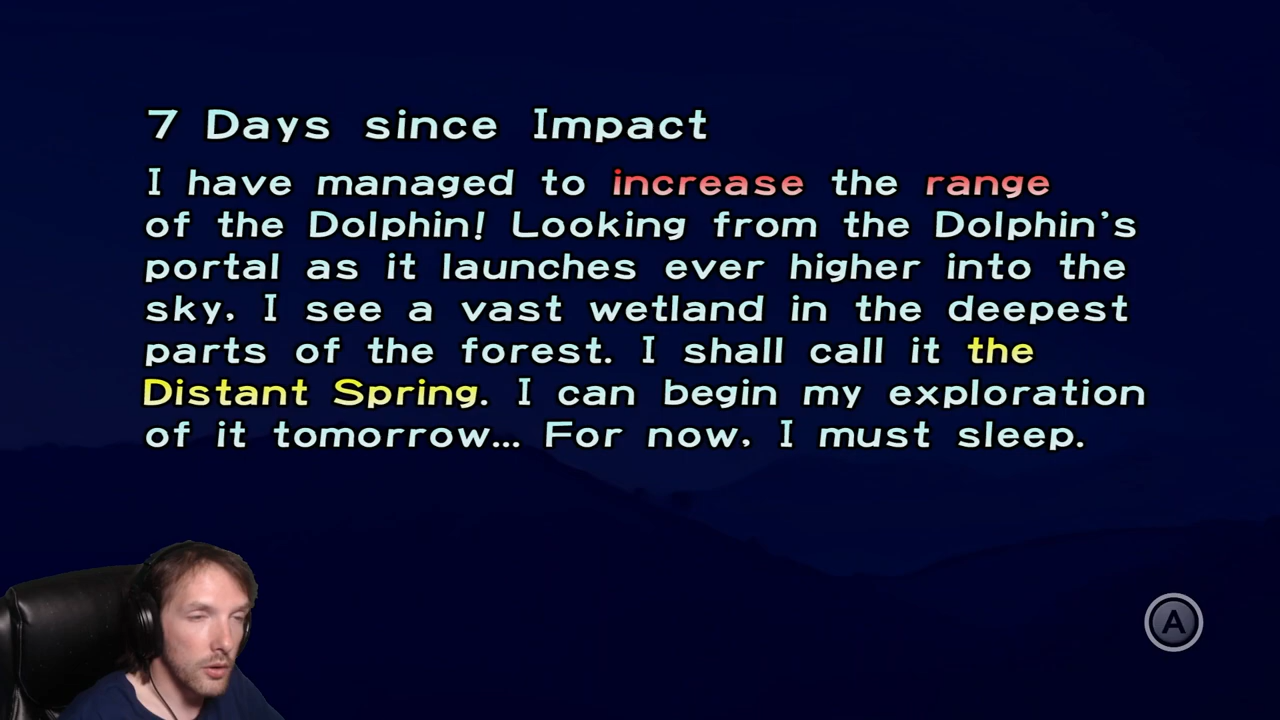 7 Days since Impact
I have managed to increase the range
of the Dolphin! Looking from the Dolphin's
portal as it launches ever higher into the
sky, I see a vast wetland in the deepest
parts of the forest. I shall call it the
Distant Spring. I can begin my exploration
of it tomorrow... For now, I must sleep.
A